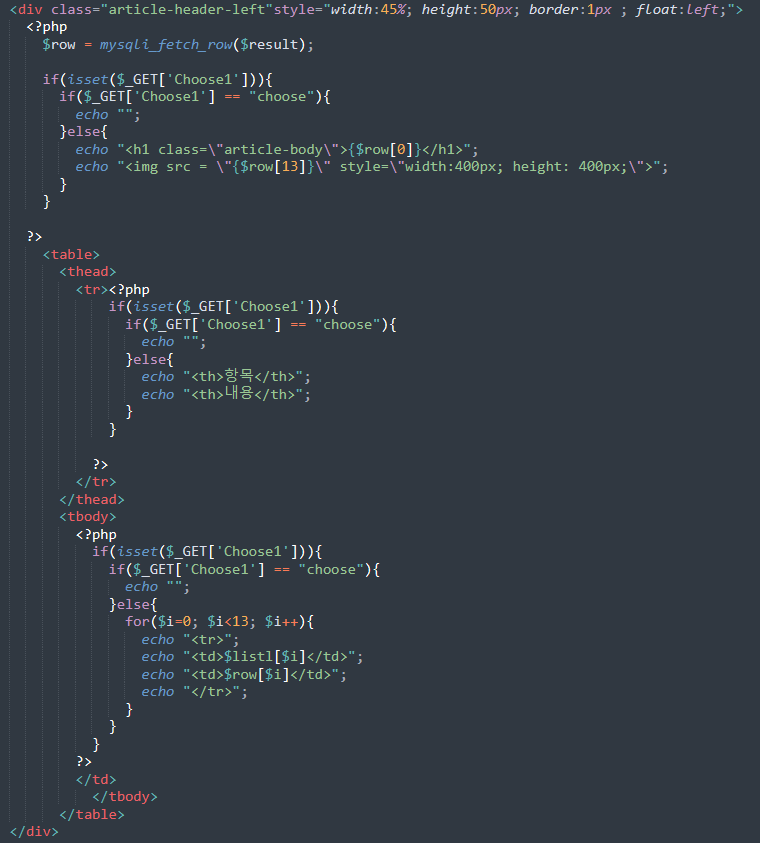 <div class="article-header-left"style="width:45%; height:50px; border:1px ; float:left;">
<?php
$row = mysqli_fetch_row($result);
if(isset($_GET['Choose1'])){
if($_GET['Choose1'] == "choose"){
echo "";
}else{
echo "<h1 class=\"article-body\">{$row[0]}</h1>";
echo "<img src = \"{$row[13]}\" style=\"width:400px; height: 400px;\">";
}
}
?>
<table>
<thead>
<tr><?php
if(isset($_GET['Choose1'])){
if($_GET['Choose1'] == "choose"){
echo "";
}else{
echo "<th>항목</th>";
echo "<th>내용</th>";
}
}
?>
</tr>
</thead>
<tbody>
<?php
if(isset($_GET['Choose1'])){
if($_GET['Choose1'] == "choose"){
echo "";
}else{
for($i=0; $i<13; $i++){
echo "<tr>";
echo "<td>$listl[$i]</td>";
echo "<td>$row[$i]</td>";
echo "</tr>";
}
}
}
?>
</td>
</tbody>
</table>
</div>